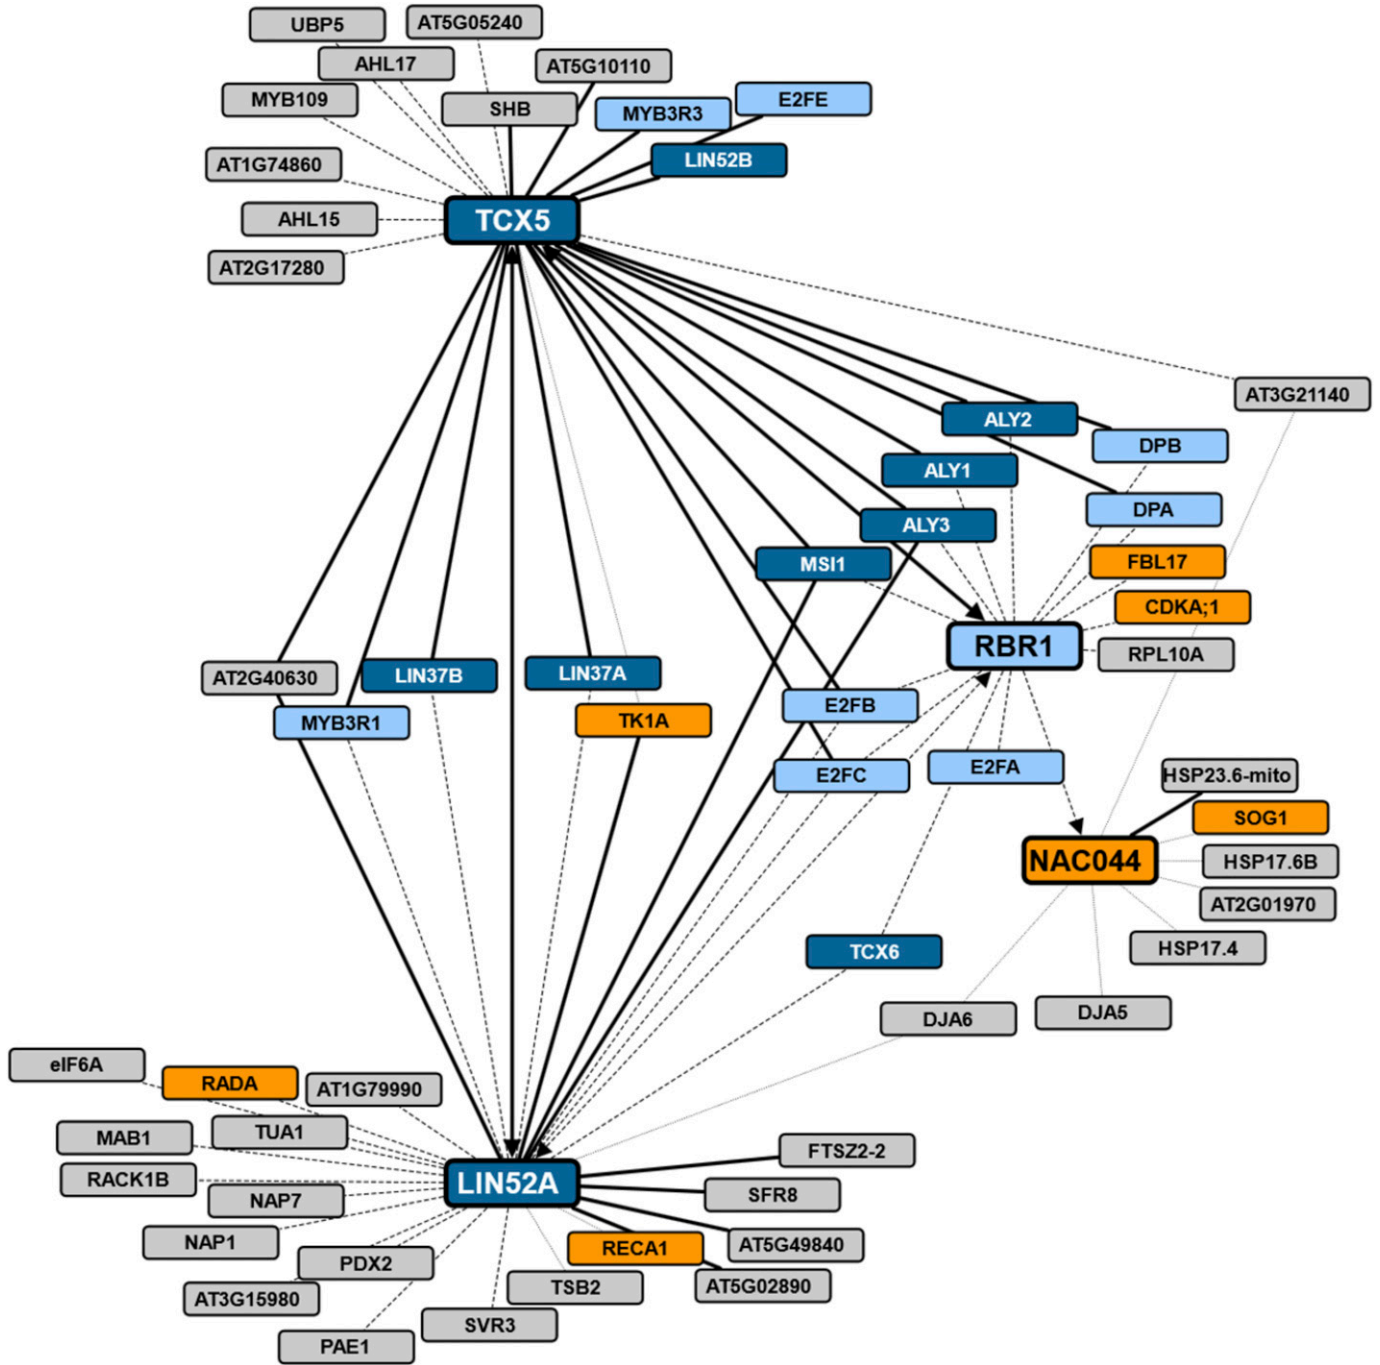 UBP5
AT5G05240
AHL17
AT5G10110
MYB109
SHB
MYB3R3
E2FE
AT1G74860
LIN52B
AHL15
TCX5
AT2G17280
AT3G21140
ALY2
DPB
ALY1
DPA
ALY3
FBL17
MSI1
CDKA;1
RBR1
RPL10A
AT2G40630
LIN37B
LIN37A
MYB3R1
TK1A
E2FB
E2FC
E2FA
HSP23.6-mito
SOG1
NAC044
HSP17.6B
AT2G01970
HSP17.4
TCX6
DJA6
DJA5
eIF6A
RADA
AT1G79990
MAB1
TUA1
FTSZ2-2
RACK1B
LIN52A
NAP7
SFR8
NAP1
RECA1
AT5G49840
PDX2
AT3G15980
TSB2
AT5G02890
PAE1
SVR3